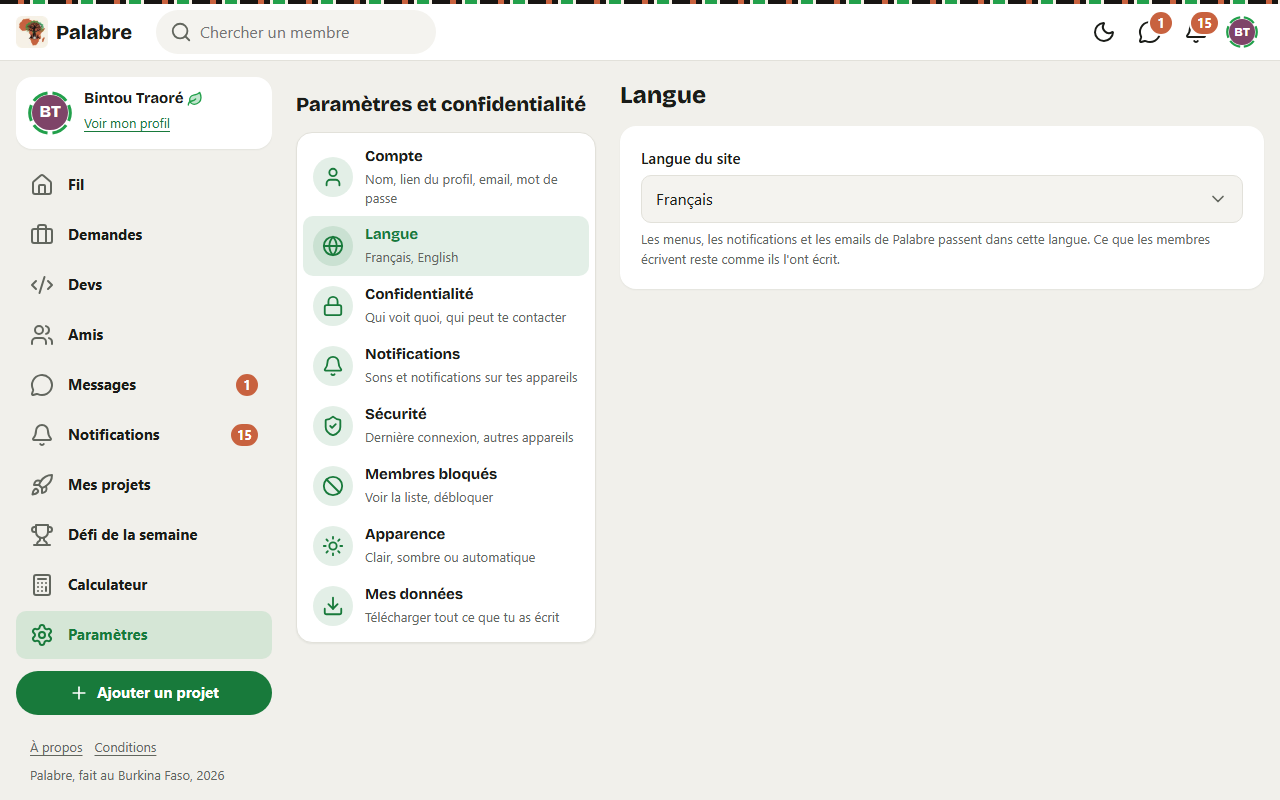 Palabre
Chercher un membre
1
15
BT
BT
Bintou Traoré
Voir mon profil
Fil
Demandes
Devs
Amis
Messages
1
Notifications
15
Mes projets
Défi de la semaine
Calculateur
Paramètres
Ajouter un projet
À propos
Conditions
Palabre, fait au Burkina Faso, 2026
Paramètres et confidentialité
Compte
Nom, lien du profil, email, mot de
passe
Langue
Français, English
Confidentialité
Qui voit quoi, qui peut te contacter
Notifications
Sons et notifications sur tes appareils
Sécurité
Dernière connexion, autres appareils
Membres bloqués
Voir la liste, débloquer
Apparence
Clair, sombre ou automatique
Mes données
Télécharger tout ce que tu as écrit
Langue
Langue du site
Français
Les menus, les notifications et les emails de Palabre passent dans cette langue. Ce que les membres
écrivent reste comme ils l'ont écrit.